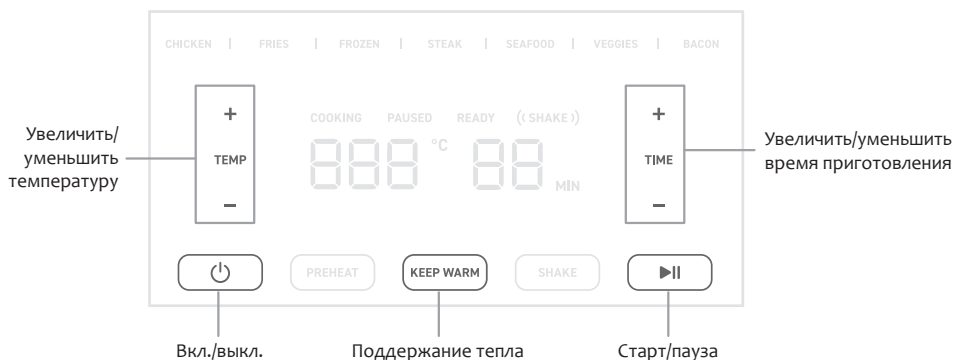 CHICKEN | FRIES | FROZEN | STEAK | SEAFOOD | VEGGIES | BACON
+
TEMP
−
COOKING PAUSED READY ((SHAKE))
888 °C 88 MIN
+
TIME
−
Увеличить/
уменьшить
температуру
Увеличить/уменьшить
время приготовления
PREHEAT KEEP WARM SHAKE
Вкл./выкл. Поддержание тепла Старт/пауза